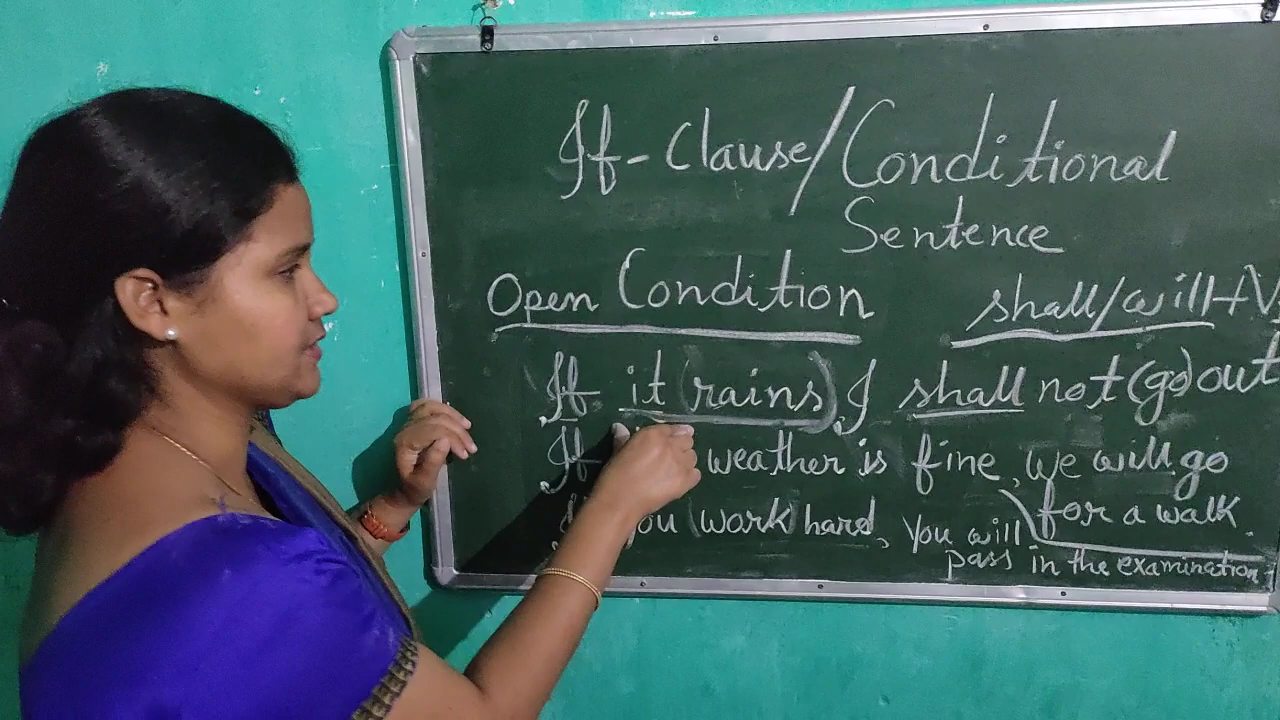 If - Clause/Conditional
Sentence
Open Condition
shall/will+V
If it (rains), I shall not (go) out
If weather is fine, we will go
for a walk.
you (work) hard, You will
pass in the examination.